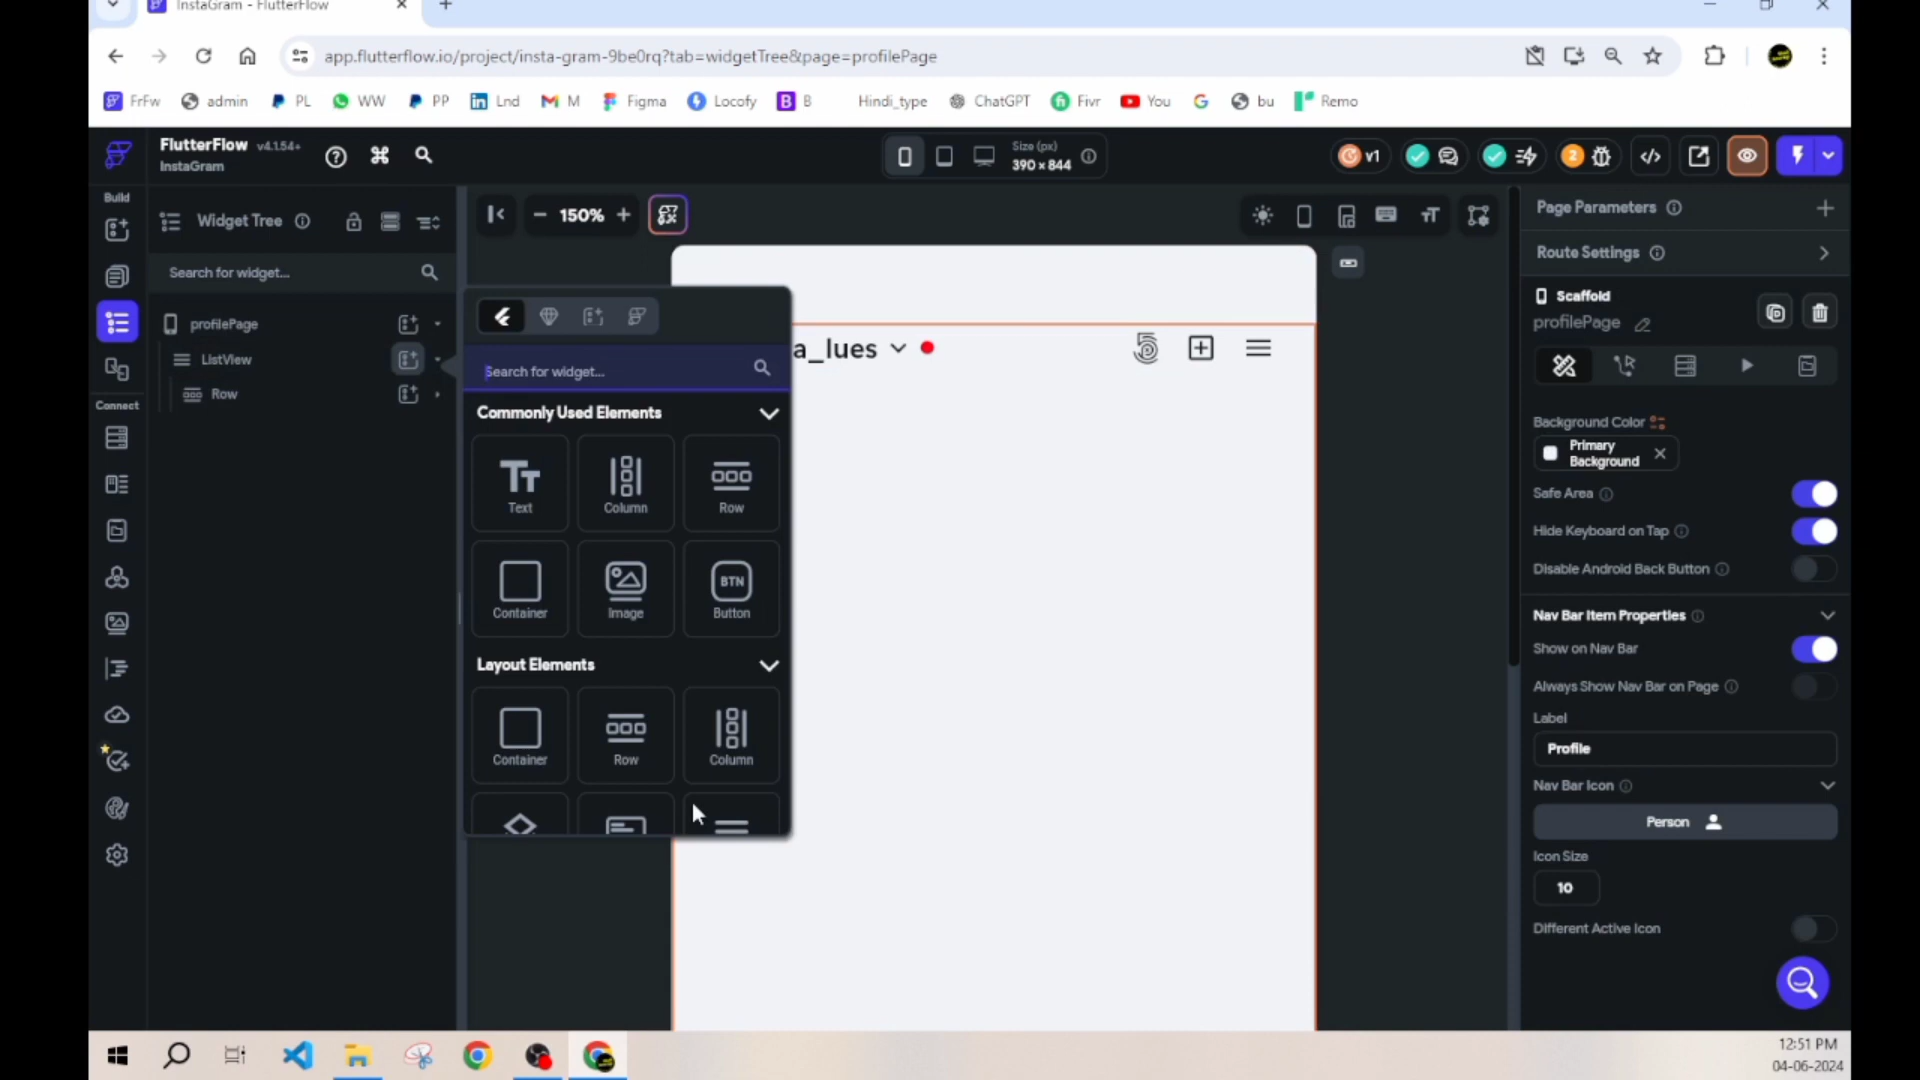 InstaGram - FlutterFlow
app.flutterflow.io/project/insta-gram-9be0rq?tab=widgetTree&page=profilePage
FrFw admin PL WW PP Lnd M Figma Locofy B Hindi_type ChatGPT Fivr You bu Remo
FlutterFlow v4.1.54+
InstaGram
Size (px)
390 × 844
v1
2
Build
Widget Tree
150%
Search for widget...
profilePage
ListView
Row
Connect
Search for widget...
Commonly Used Elements
Text
Column
Row
Container
Image
BTN
Button
Layout Elements
Container
Row
Column
a_lues
Page Parameters
Route Settings
Scaffold
profilePage
Background Color
Primary
Background
Safe Area
Hide Keyboard on Tap
Disable Android Back Button
Nav Bar Item Properties
Show on Nav Bar
Always Show Nav Bar on Page
Label
Profile
Nav Bar Icon
Person
Icon Size
10
Different Active Icon
12:51 PM
04-06-2024